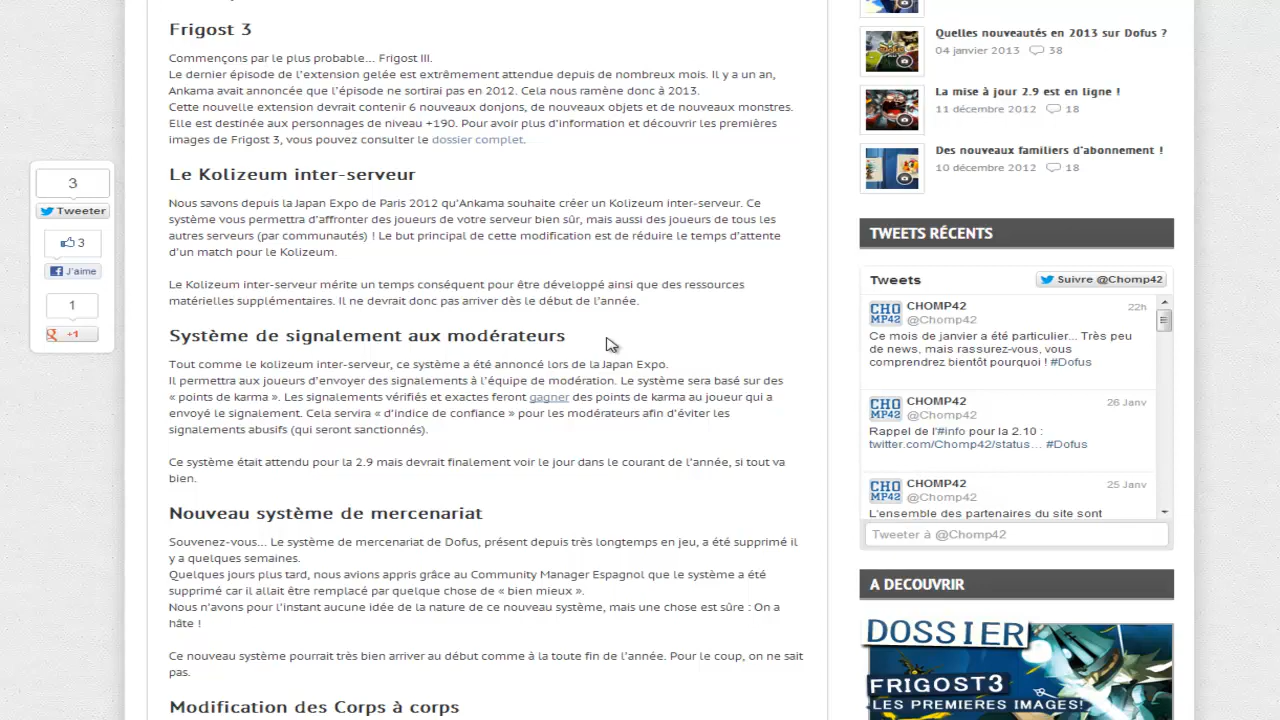 Frigost 3
Commençons par le plus probable... Frigost III.
Le dernier épisode de l'extension gelée est extrêmement attendue depuis de nombreux mois. Il y a un an,
Ankama avait annoncée que l'épisode ne sortirai pas en 2012. Cela nous ramène donc à 2013.
Cette nouvelle extension devrait contenir 6 nouveaux donjons, de nouveaux objets et de nouveaux monstres.
Elle est destinée aux personnages de niveau +190. Pour avoir plus d'information et découvrir les premières
images de Frigost 3, vous pouvez consulter le dossier complet.
Le Kolizeum inter-serveur
Nous savons depuis la Japan Expo de Paris 2012 qu'Ankama souhaite créer un Kolizeum inter-serveur. Ce
système vous permettra d'affronter des joueurs de votre serveur bien sûr, mais aussi des joueurs de tous les
autres serveurs (par communautés) ! Le but principal de cette modification est de réduire le temps d'attente
d'un match pour le Kolizeum.
Le Kolizeum inter-serveur mérite un temps conséquent pour être développé ainsi que des ressources
matérielles supplémentaires. Il ne devrait donc pas arriver dès le début de l'année.
Système de signalement aux modérateurs
Tout comme le kolizeum inter-serveur, ce système a été annoncé lors de la Japan Expo.
Il permettra aux joueurs d'envoyer des signalements à l'équipe de modération. Le système sera basé sur des
« points de karma ». Les signalements vérifiés et exactes feront gagner des points de karma au joueur qui a
envoyé le signalement. Cela servira « d'indice de confiance » pour les modérateurs afin d'éviter les
signalements abusifs (qui seront sanctionnés).
Ce système était attendu pour la 2.9 mais devrait finalement voir le jour dans le courant de l'année, si tout va
bien.
Nouveau système de mercenariat
Souvenez-vous... Le système de mercenariat de Dofus, présent depuis très longtemps en jeu, a été supprimé il
y a quelques semaines.
Quelques jours plus tard, nous avions appris grâce au Community Manager Espagnol que le système a été
supprimé car il allait être remplacé par quelque chose de « bien mieux ».
Nous n'avons pour l'instant aucune idée de la nature de ce nouveau système, mais une chose est sûre : On a
hâte !
Ce nouveau système pourrait très bien arriver au début comme à la toute fin de l'année. Pour le coup, on ne sait
pas.
Modification des Corps à corps
3
Tweeter
3
J'aime
1
+1
Quelles nouveautés en 2013 sur Dofus ?
04 janvier 2013 38
La mise à jour 2.9 est en ligne !
11 décembre 2012 18
Des nouveaux familiers d'abonnement !
10 décembre 2012 18
TWEETS RÉCENTS
Tweets Suivre @Chomp42
CHOMP42 22h
@Chomp42
Ce mois de janvier a été particulier... Très peu
de news, mais rassurez-vous, vous
comprendrez bientôt pourquoi ! #Dofus
CHOMP42 26 Janv
@Chomp42
Rappel de l'#info pour la 2.10 :
twitter.com/Chomp42/status... #Dofus
CHOMP42 25 Janv
@Chomp42
L'ensemble des partenaires du site sont
Tweeter à @Chomp42
A DECOUVRIR
DOSSIER
FRIGOST3
LES PREMIERES IMAGES!